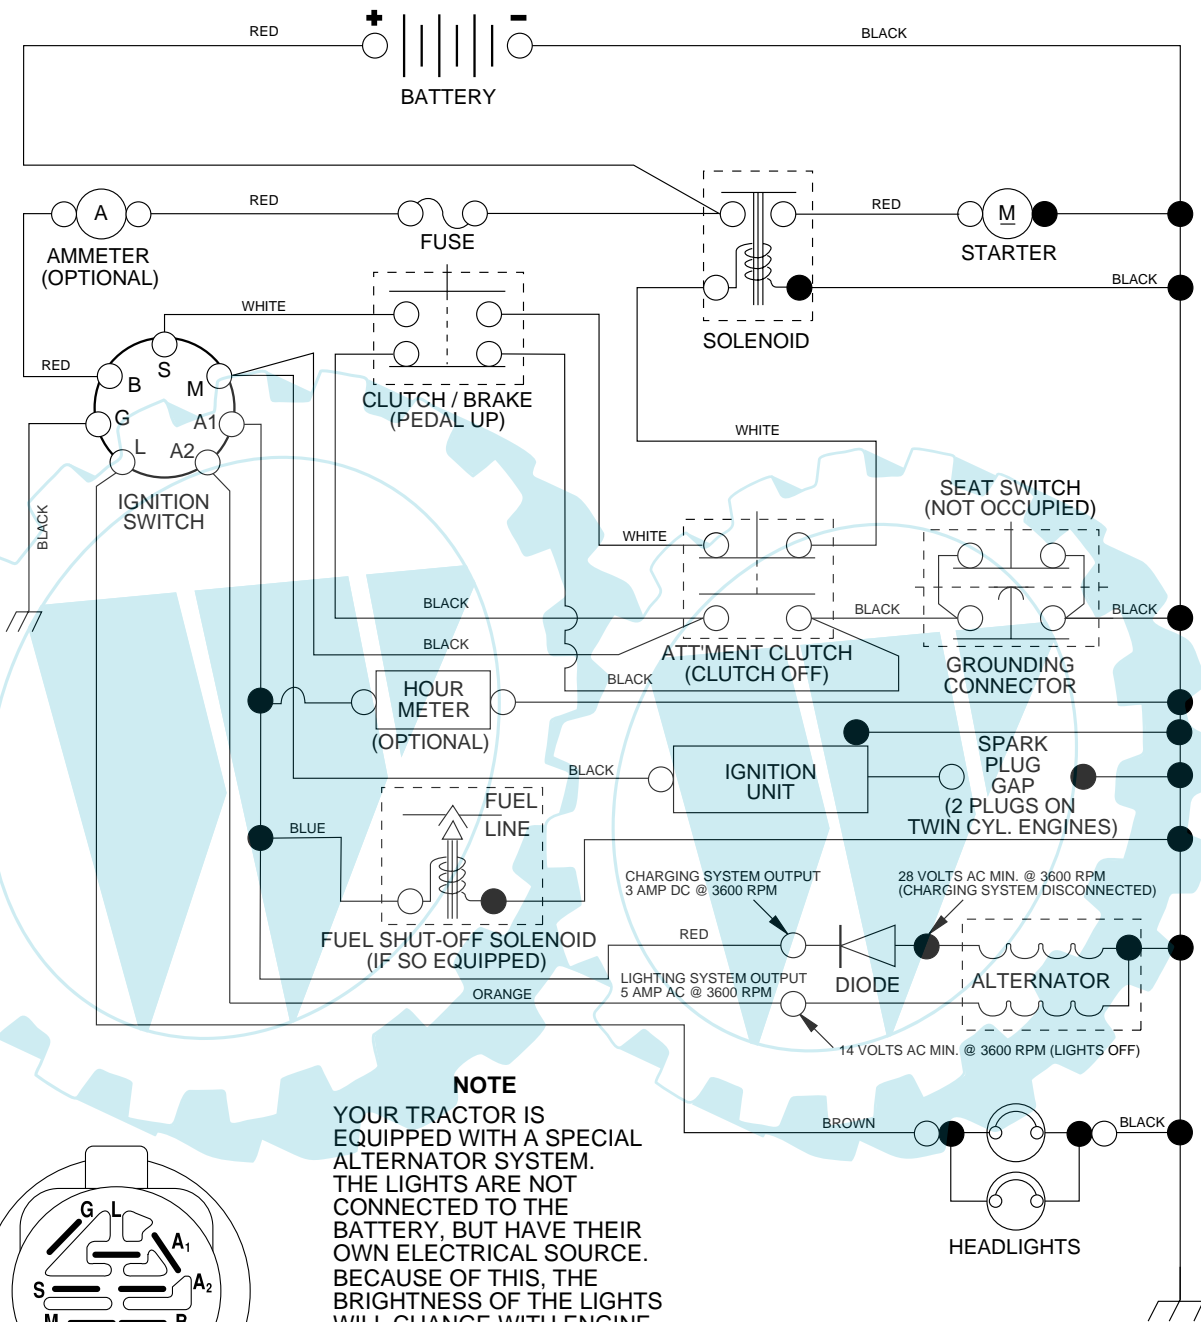 RED
+
-
BLACK
BATTERY
RED
A
FUSE
AMMETER
(OPTIONAL)
RED
M
STARTER
BLACK
SOLENOID
WHITE
RED
S
B
M
G
A1
L
A2
IGNITION
SWITCH
BLACK
CLUTCH / BRAKE
(PEDAL UP)
WHITE
WHITE
SEAT SWITCH
(NOT OCCUPIED)
BLACK
BLACK
BLACK
BLACK
BLACK
ATT'MENT CLUTCH
(CLUTCH OFF)
GROUNDING
CONNECTOR
HOUR
METER
(OPTIONAL)
BLACK
IGNITION
UNIT
SPARK
PLUG
GAP
(2 PLUGS ON
TWIN CYL. ENGINES)
FUEL
LINE
BLUE
FUEL SHUT-OFF SOLENOID
(IF SO EQUIPPED)
CHARGING SYSTEM OUTPUT
3 AMP DC @ 3600 RPM
28 VOLTS AC MIN. @ 3600 RPM
(CHARGING SYSTEM DISCONNECTED)
RED
DIODE
ALTERNATOR
LIGHTING SYSTEM OUTPUT
5 AMP AC @ 3600 RPM
ORANGE
14 VOLTS AC MIN. @ 3600 RPM (LIGHTS OFF)
BROWN
BLACK
HEADLIGHTS
NOTE
YOUR TRACTOR IS
EQUIPPED WITH A SPECIAL
ALTERNATOR SYSTEM.
THE LIGHTS ARE NOT
CONNECTED TO THE
BATTERY, BUT HAVE THEIR
OWN ELECTRICAL SOURCE.
BECAUSE OF THIS, THE
BRIGHTNESS OF THE LIGHTS
WILL CHANGE WITH ENGINE
G
L
A1
A2
S
M
B